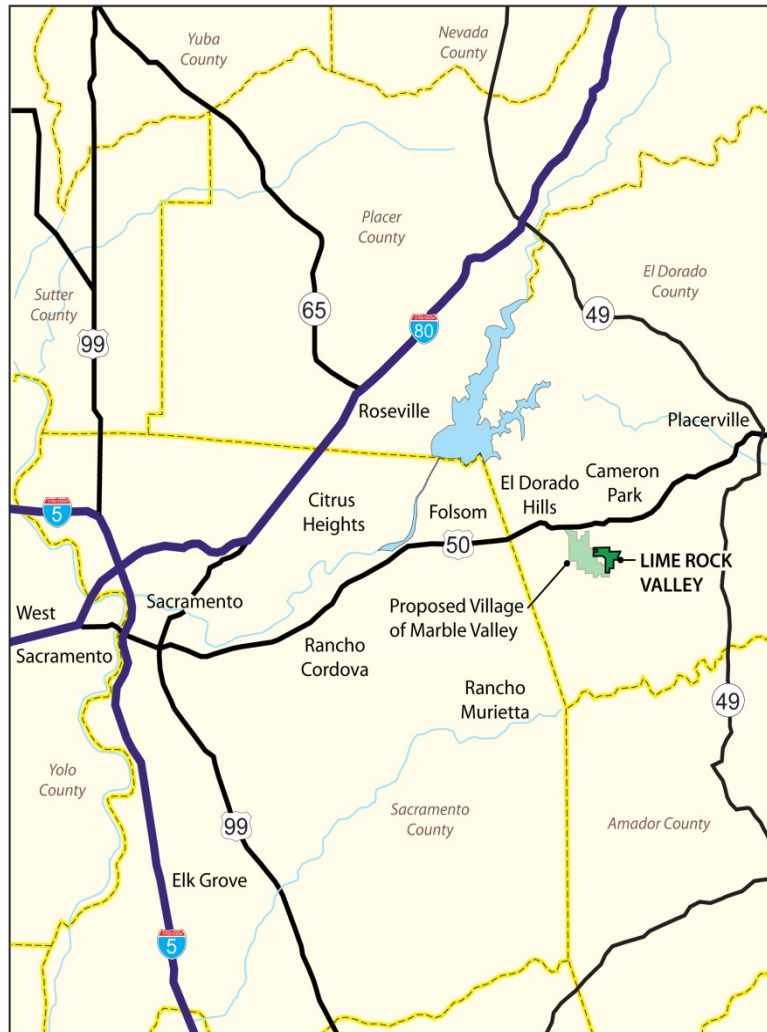 Yuba
County
Nevada
County
Placer
County
El Dorado
County
Sutter
County
65
49
99
80
Roseville
Placerville
Cameron
Park
El Dorado
Hills
Citrus
Heights
Folsom
5
50
LIME ROCK
VALLEY
West
Sacramento
Sacramento
Proposed Village
of Marble Valley
Rancho
Cordova
Rancho
Murietta
49
Yolo
County
Sacramento
County
Amador County
99
Elk Grove
5